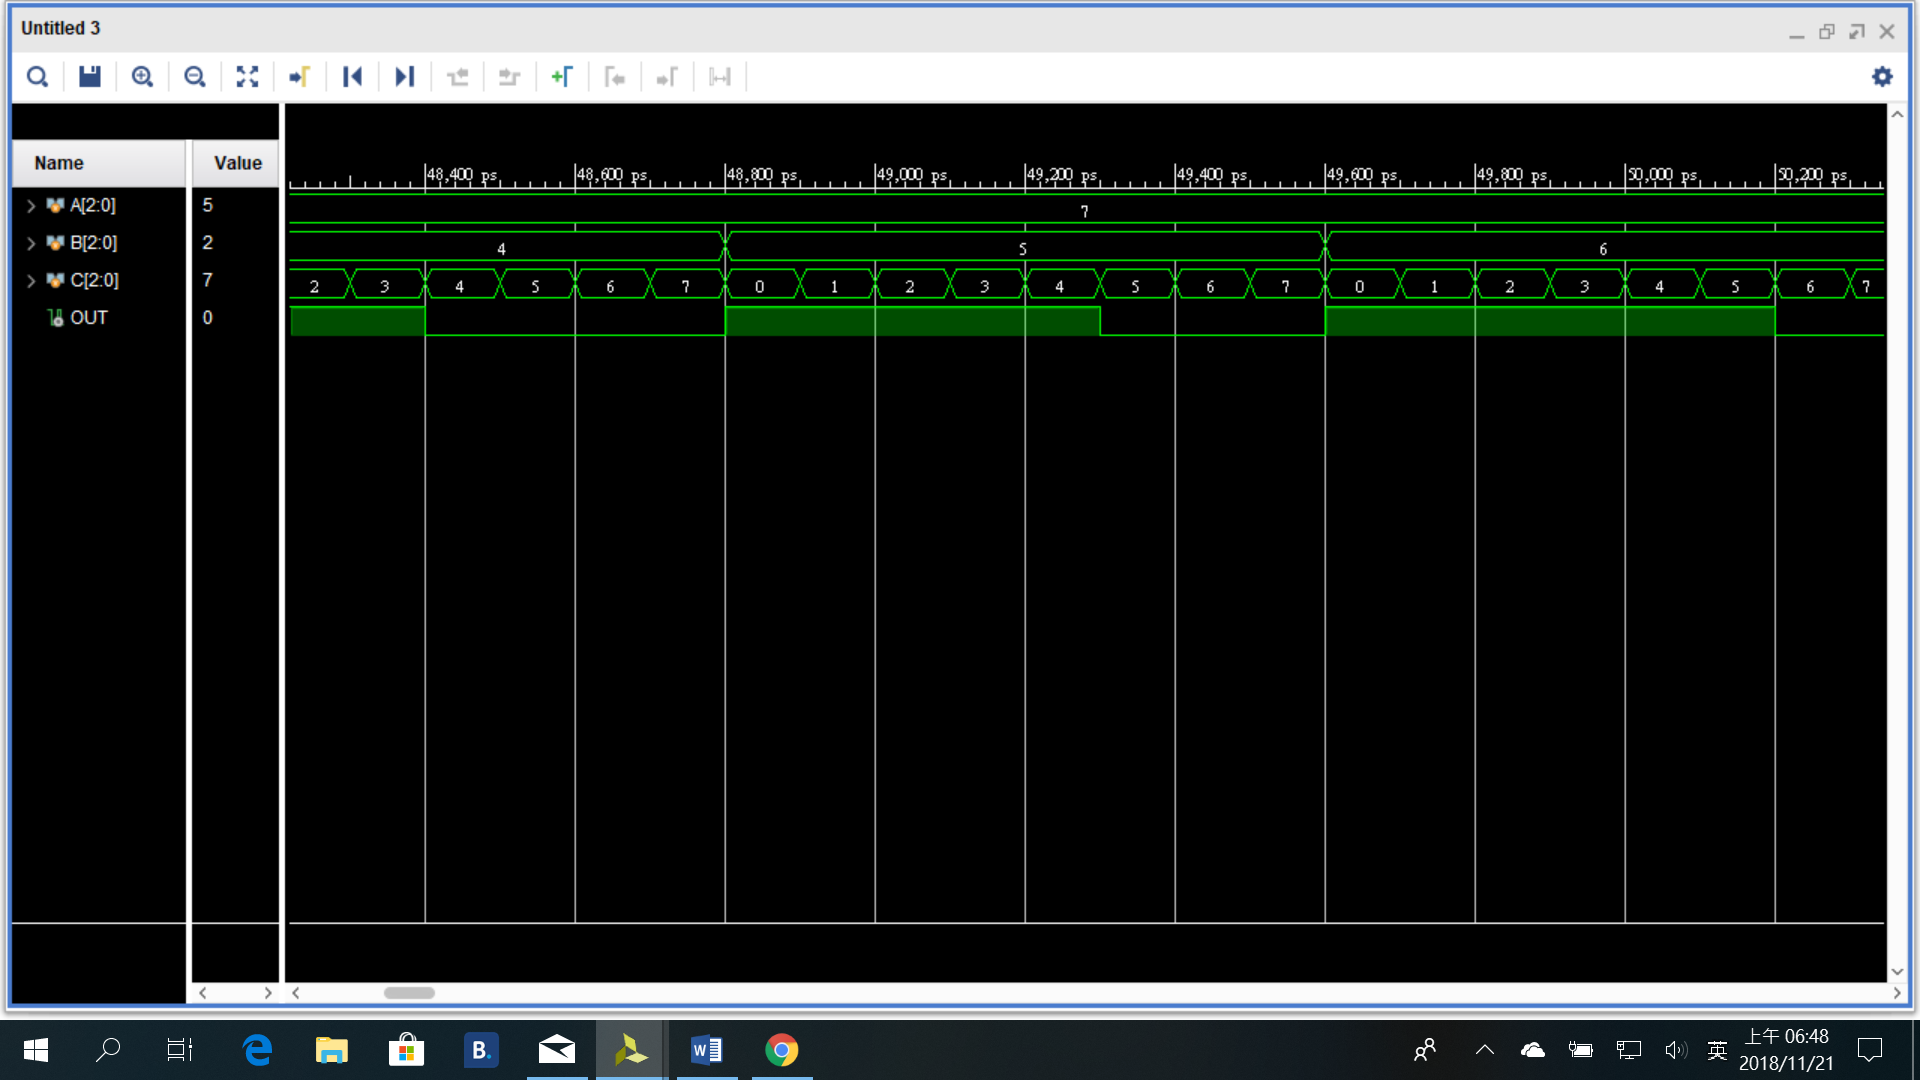 Untitled 3
Name Value
48,400 ps 48,600 ps 48,800 ps 49,000 ps 49,200 ps 49,400 ps 49,600 ps 49,800 ps 50,000 ps 50,200 ps
A[2:0] 5 7
B[2:0] 2 4 5 6
C[2:0] 7 2 3 4 5 6 7 0 1 2 3 4 5 6 7 0 1 2 3 4 5 6 7
OUT 0
B.
W
英
上午 06:48
2018/11/21